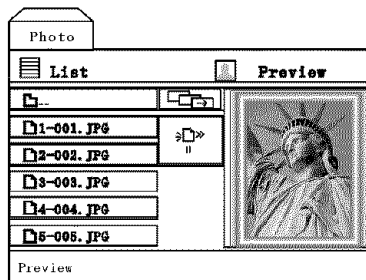 Photo
List
Preview
..
1-001.JPG
2-002.JPG
3-003.JPG
4-004.JPG
5-005.JPG
Preview